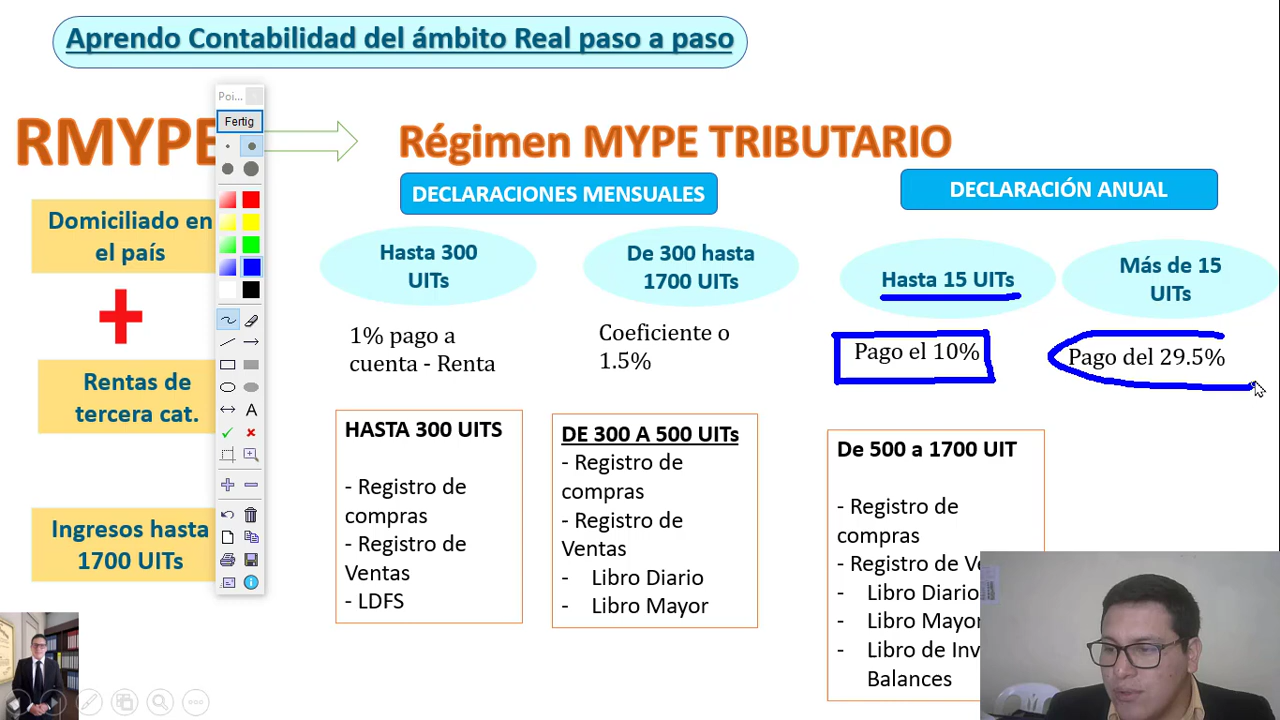 Aprendo Contabilidad del ámbito Real paso a paso
Poi...
Fertig
RMYPE
Régimen MYPE TRIBUTARIO
DECLARACIONES MENSUALES
DECLARACIÓN ANUAL
Domiciliado en
el país
Rentas de
tercera cat.
Ingresos hasta
1700 UITs
Hasta 300
UITs
De 300 hasta
1700 UITs
Hasta 15 UITs
Más de 15
UITs
1% pago a
cuenta - Renta
Coeficiente o
1.5%
Pago el 10%
Pago del 29.5%
HASTA 300 UITS
- Registro de
compras
- Registro de
Ventas
- LDFS
DE 300 A 500 UITs
- Registro de
compras
- Registro de
Ventas
- Libro Diario
- Libro Mayor
De 500 a 1700 UIT
- Registro de
compras
- Registro de Ve
- Libro Diario
- Libro Mayor
- Libro de Inv
Balances